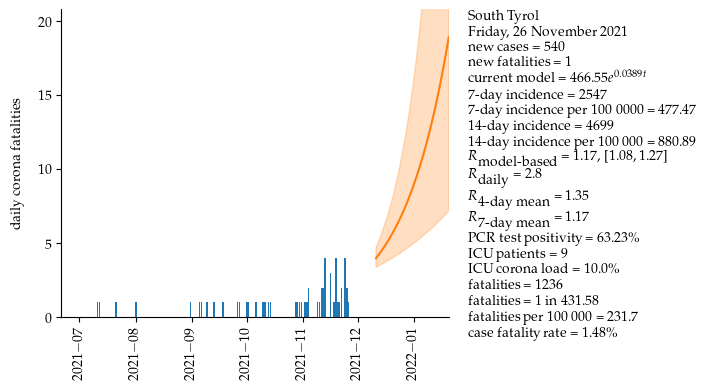 20
15
10
5
0
daily corona fatalities
2021−07
2021−08
2021−09
2021−10
2021−11
2021−12
2022−01
South Tyrol
Friday, 26 November 2021
new cases = 540
new fatalities = 1
current model = 466.55e^0.0389t
7-day incidence = 2547
7-day incidence per 100 0000 = 477.47
14-day incidence = 4699
14-day incidence per 100 000 = 880.89
R model-based = 1.17, [1.08, 1.27]
R daily = 2.8
R 4-day mean = 1.35
R 7-day mean = 1.17
PCR test positivity = 63.23%
ICU patients = 9
ICU corona load = 10.0%
fatalities = 1236
fatalities = 1 in 431.58
fatalities per 100 000 = 231.7
case fatality rate = 1.48%